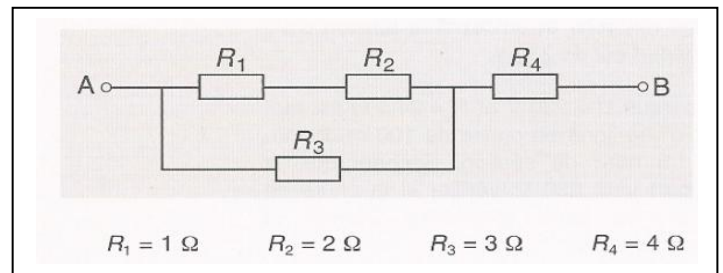 R₁ R₂ R₄
A B
R₃
R₁ = 1 Ω R₂ = 2 Ω R₃ = 3 Ω R₄ = 4 Ω